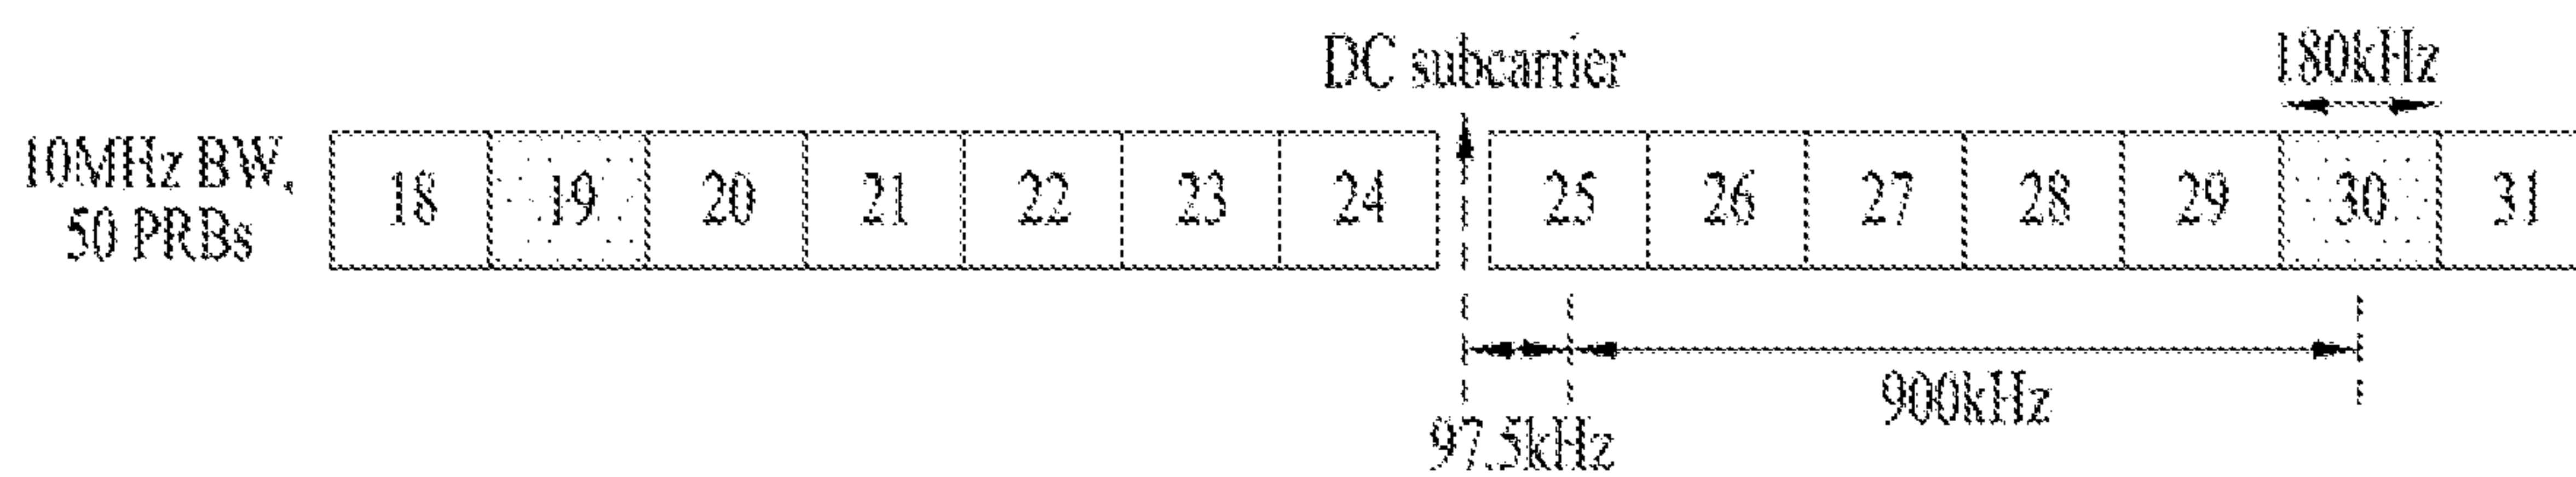 DC subcarrier
180kHz
10MHz BW,
50 PRBs
18 19 20 21 22 23 24 25 26 27 28 29 30 31
900kHz
97.5kHz